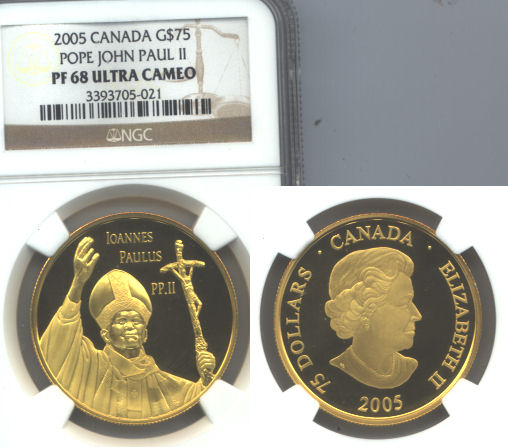 2005 CANADA G$75
POPE JOHN PAUL II
PF 68 ULTRA CAMEO
3393705-021
NGC
IOANNES
PAULUS
PP.II
75 DOLLARS · CANADA · ELIZABETH II
2005